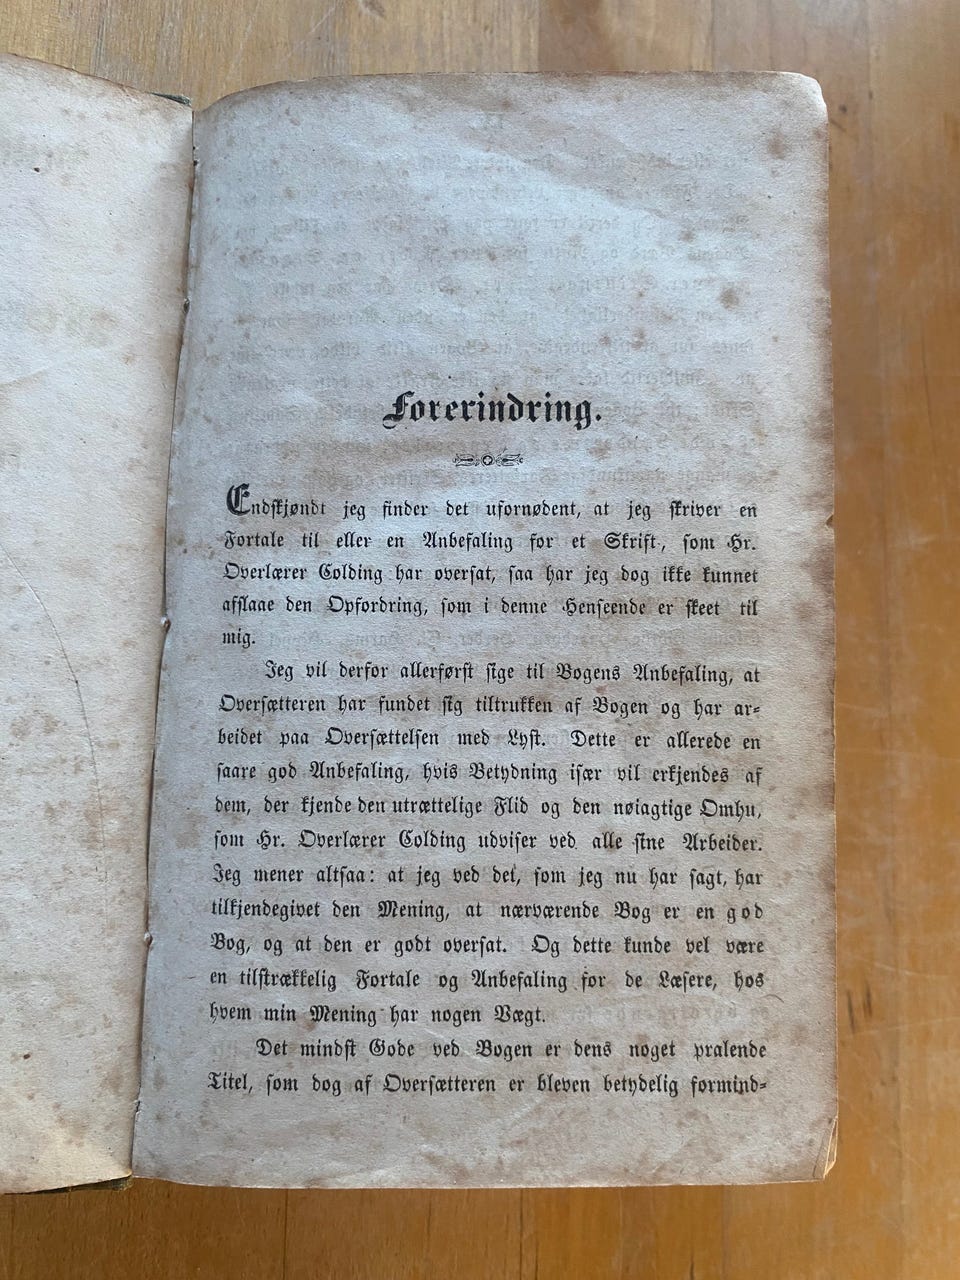 Forerindring.
Endskjøndt jeg finder det ufornødent, at jeg skriver en
Fortale til eller en Anbefaling for et Skrift, som Hr.
Overlærer Colding har oversat, saa har jeg dog ikke kunnet
afslaae den Opfordring, som i denne Henseende er skeet til
mig.
Jeg vil derfor allerførst sige til Bogens Anbefaling, at
Oversætteren har fundet sig tiltrukken af Bogen og har ar-
beidet paa Oversættelsen med Lyst. Dette er allerede en
saare god Anbefaling, hvis Betydning især vil erkjendes af
dem, der kjende den utrættelige Flid og den nøiagtige Omhu,
som Hr. Overlærer Colding udviser ved alle sine Arbeider.
Jeg mener altsaa: at jeg ved det, som jeg nu har sagt, har
tilkjendegivet den Mening, at nærværende Bog er en god
Bog, og at den er godt oversat. Og dette kunde vel være
en tilstrækkelig Fortale og Anbefaling for de Læsere, hos
hvem min Mening har nogen Vægt.
Det mindst Gode ved Bogen er dens noget pralende
Titel, som dog af Oversætteren er bleven betydelig formind-